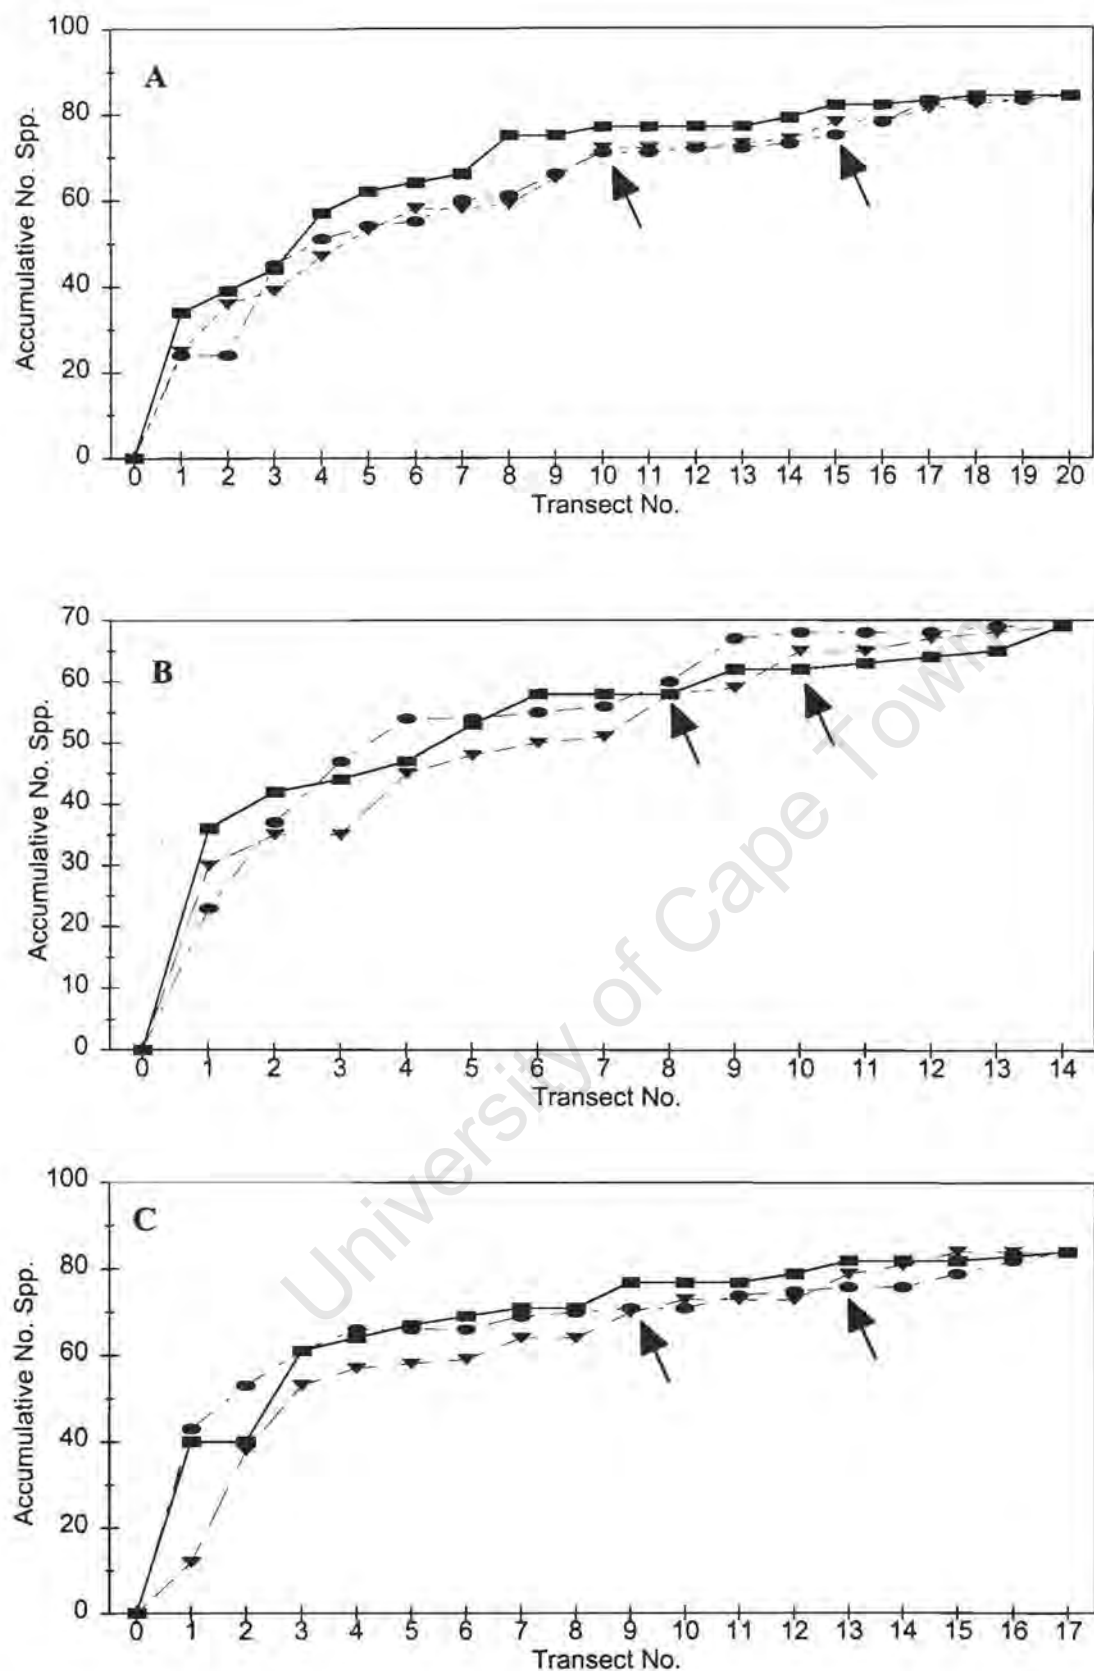 100
80
60
40
20
0
A
Accumulative No. Spp.
0 1 2 3 4 5 6 7 8 9 10 11 12 13 14 15 16 17 18 19 20
Transect No.
70
60
50
40
30
20
10
0
B
Accumulative No. Spp.
0 1 2 3 4 5 6 7 8 9 10 11 12 13 14
Transect No.
100
80
60
40
20
0
C
Accumulative No. Spp.
0 1 2 3 4 5 6 7 8 9 10 11 12 13 14 15 16 17
Transect No.
University of Cape Town